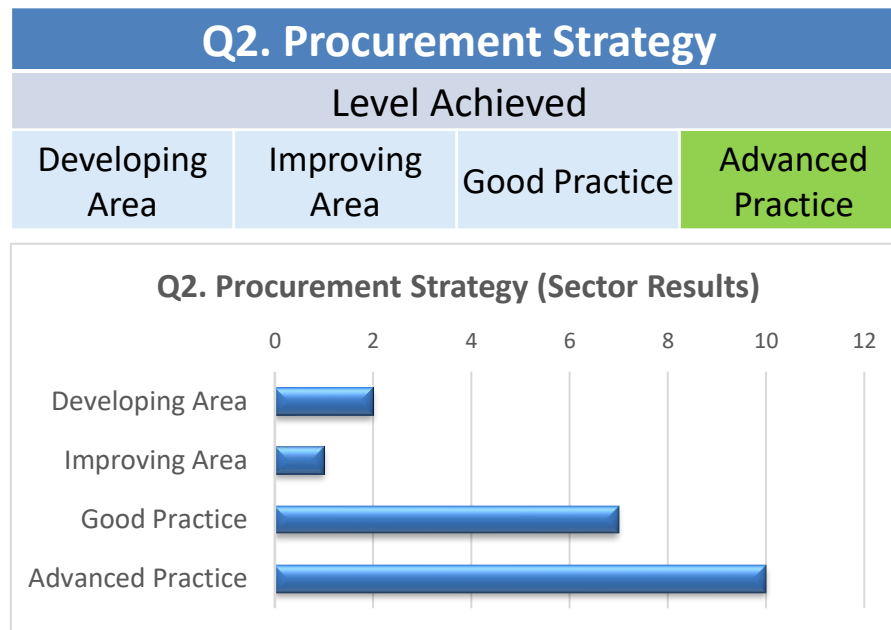 Q2. Procurement Strategy
Level Achieved
Developing Area
Improving Area
Good Practice
Advanced Practice
Q2. Procurement Strategy (Sector Results)
0 2 4 6 8 10 12
Developing Area
Improving Area
Good Practice
Advanced Practice